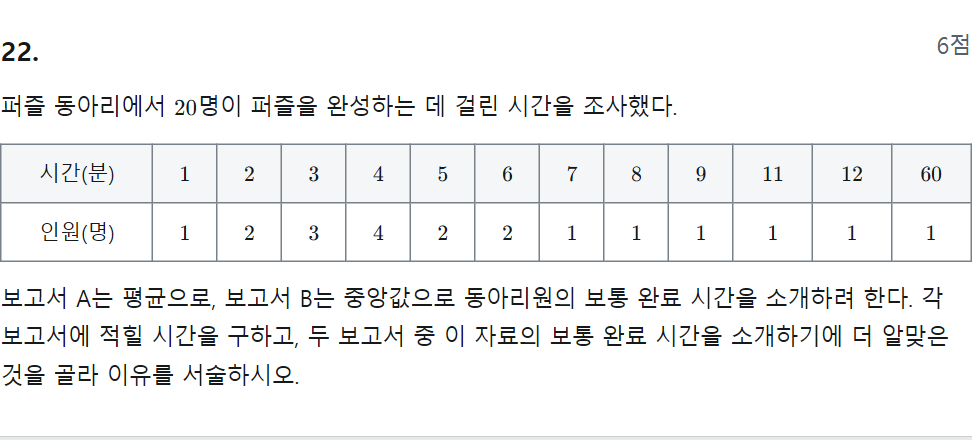 22.
6점
퍼즐 동아리에서 20명이 퍼즐을 완성하는 데 걸린 시간을 조사했다.
시간(분) 1 2 3 4 5 6 7 8 9 11 12 60
인원(명) 1 2 3 4 2 2 1 1 1 1 1 1
보고서 A는 평균으로, 보고서 B는 중앙값으로 동아리원의 보통 완료 시간을 소개하려 한다. 각
보고서에 적힐 시간을 구하고, 두 보고서 중 이 자료의 보통 완료 시간을 소개하기에 더 알맞은
것을 골라 이유를 서술하시오.